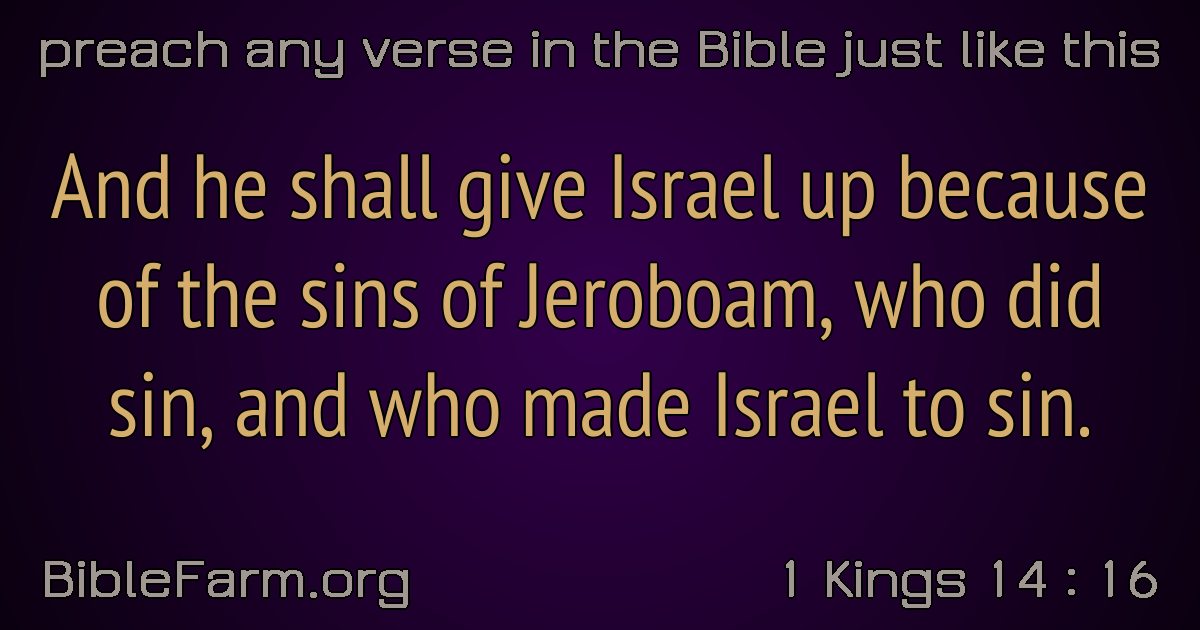 preach any verse in the Bible just like this
And he shall give Israel up because
of the sins of Jeroboam, who did
sin, and who made Israel to sin.
BibleFarm.org
1 Kings 14 : 16